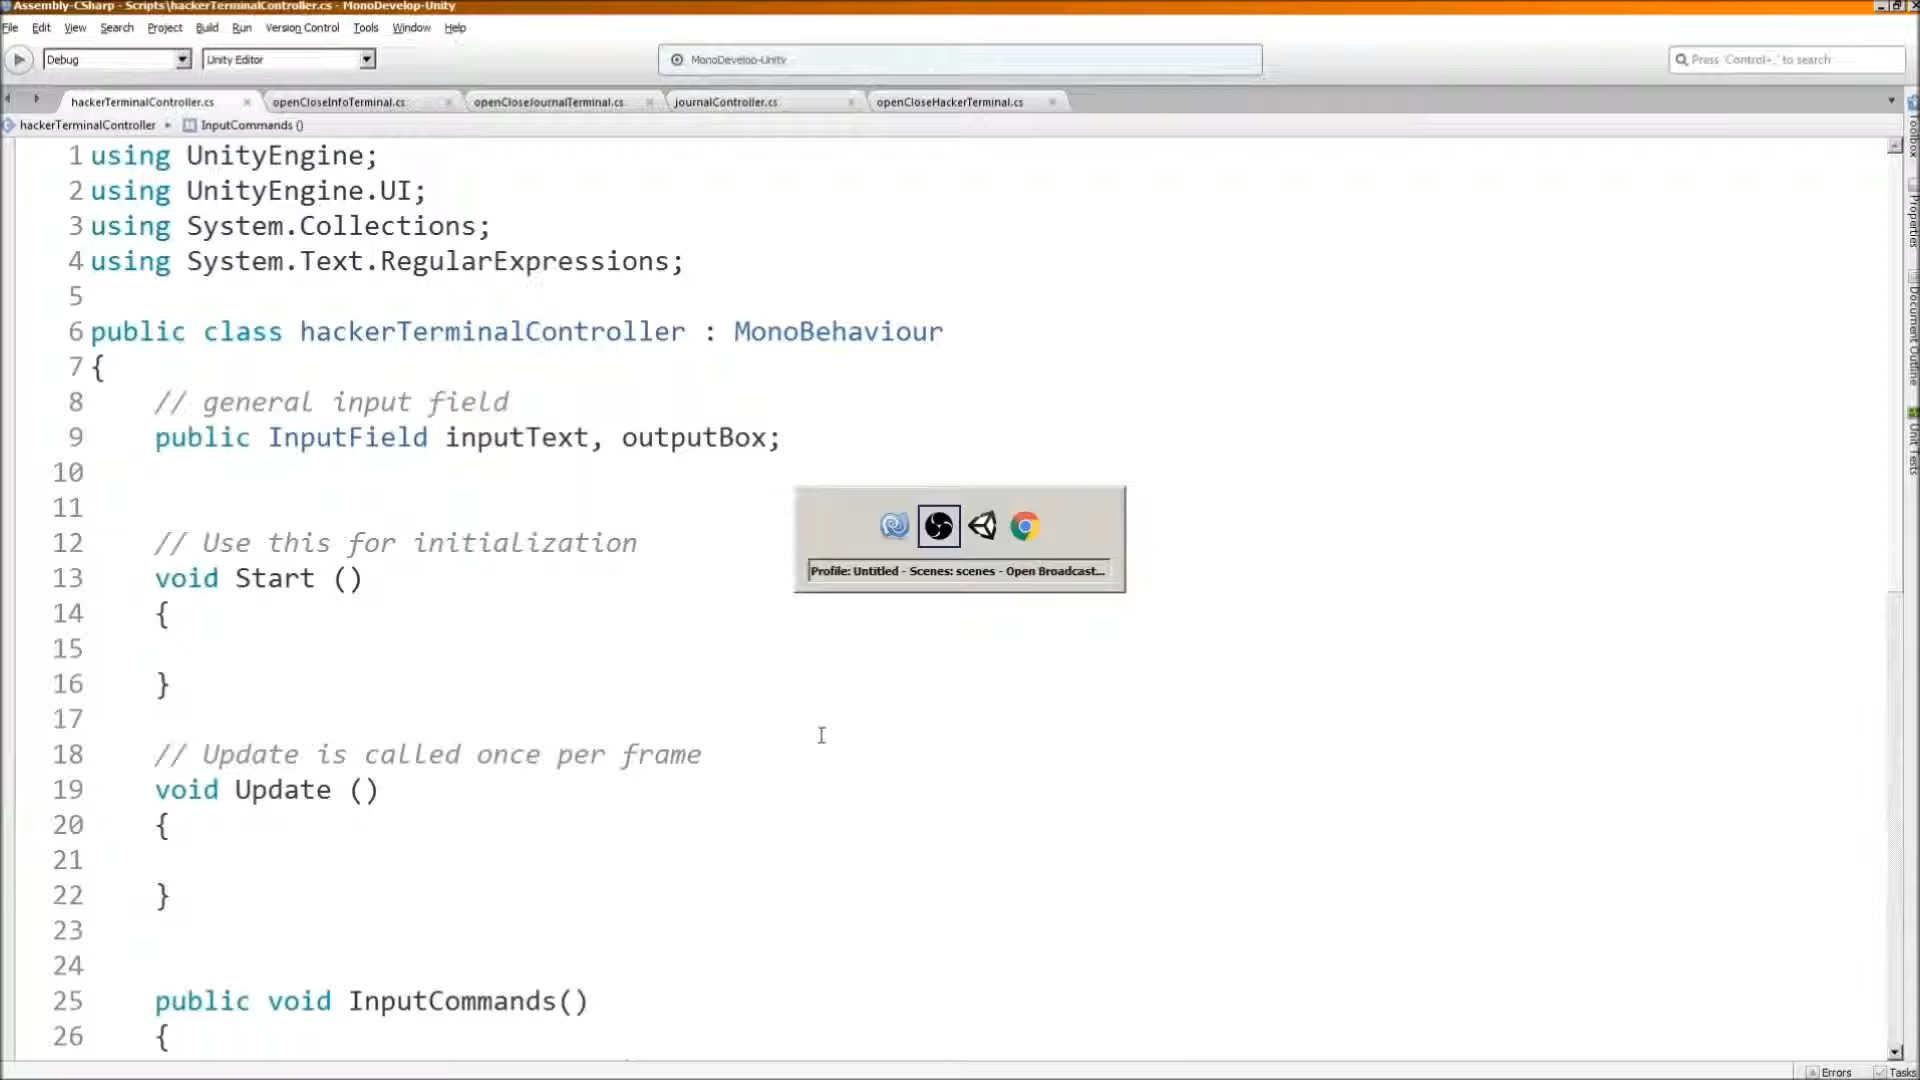 Assembly-CSharp - Scripts\hackerTerminalController.cs - MonoDevelop-Unity
File Edit View Search Project Build Run Version Control Tools Window Help
Debug Unity Editor MonoDevelop-Unity Press 'Control+,' to search
hackerTerminalController.cs openCloseInfoTerminal.cs openCloseJournalTerminal.cs journalController.cs openCloseHackerTerminal.cs
hackerTerminalController InputCommands ()
1 using UnityEngine;
2 using UnityEngine.UI;
3 using System.Collections;
4 using System.Text.RegularExpressions;
5
6 public class hackerTerminalController : MonoBehaviour
7 {
8 // general input field
9 public InputField inputText, outputBox;
10
11
12 // Use this for initialization
13 void Start ()
14 {
15
16 }
17
18 // Update is called once per frame
19 void Update ()
20 {
21
22 }
23
24
25 public void InputCommands()
26 {
Profile: Untitled - Scenes: scenes - Open Broadcast...
Toolbox
Properties
Document Outline
Unit Tests
Errors Tasks